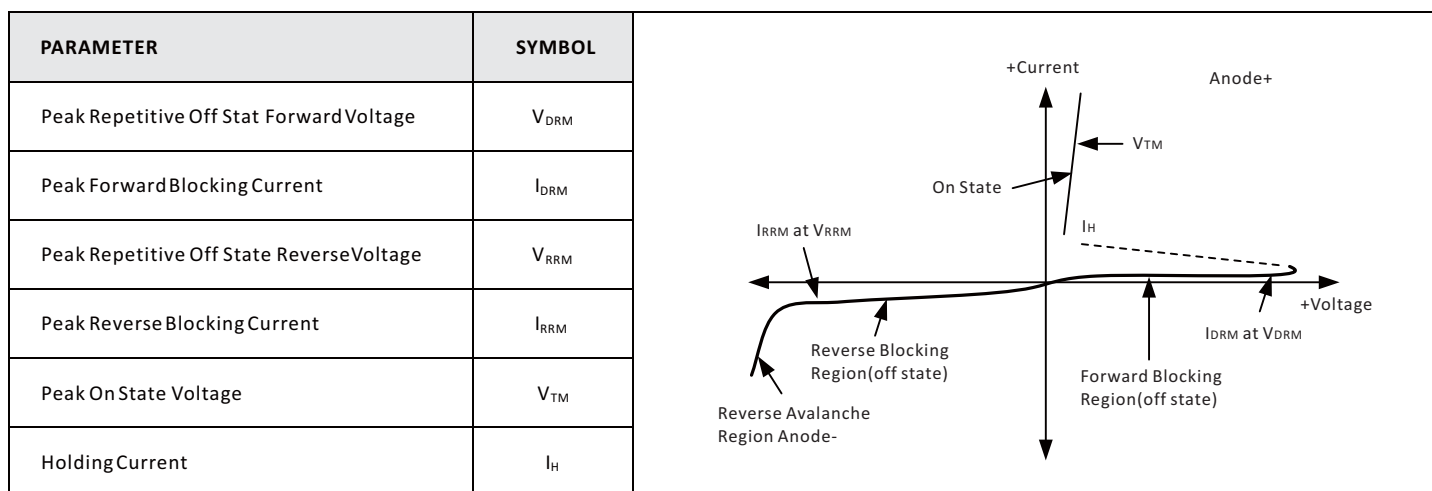 PARAMETER SYMBOL
Peak Repetitive Off Stat Forward Voltage VDRM
Peak Forward Blocking Current IDRM
Peak Repetitive Off State Reverse Voltage VRRM
Peak Reverse Blocking Current IRRM
Peak On State Voltage VTM
Holding Current IH
+Current
Anode+
VTM
On State
IH
IRRM at VRRM
+Voltage
IDRM at VDRM
Reverse Blocking
Region(off state)
Forward Blocking
Region(off state)
Reverse Avalanche
Region Anode-